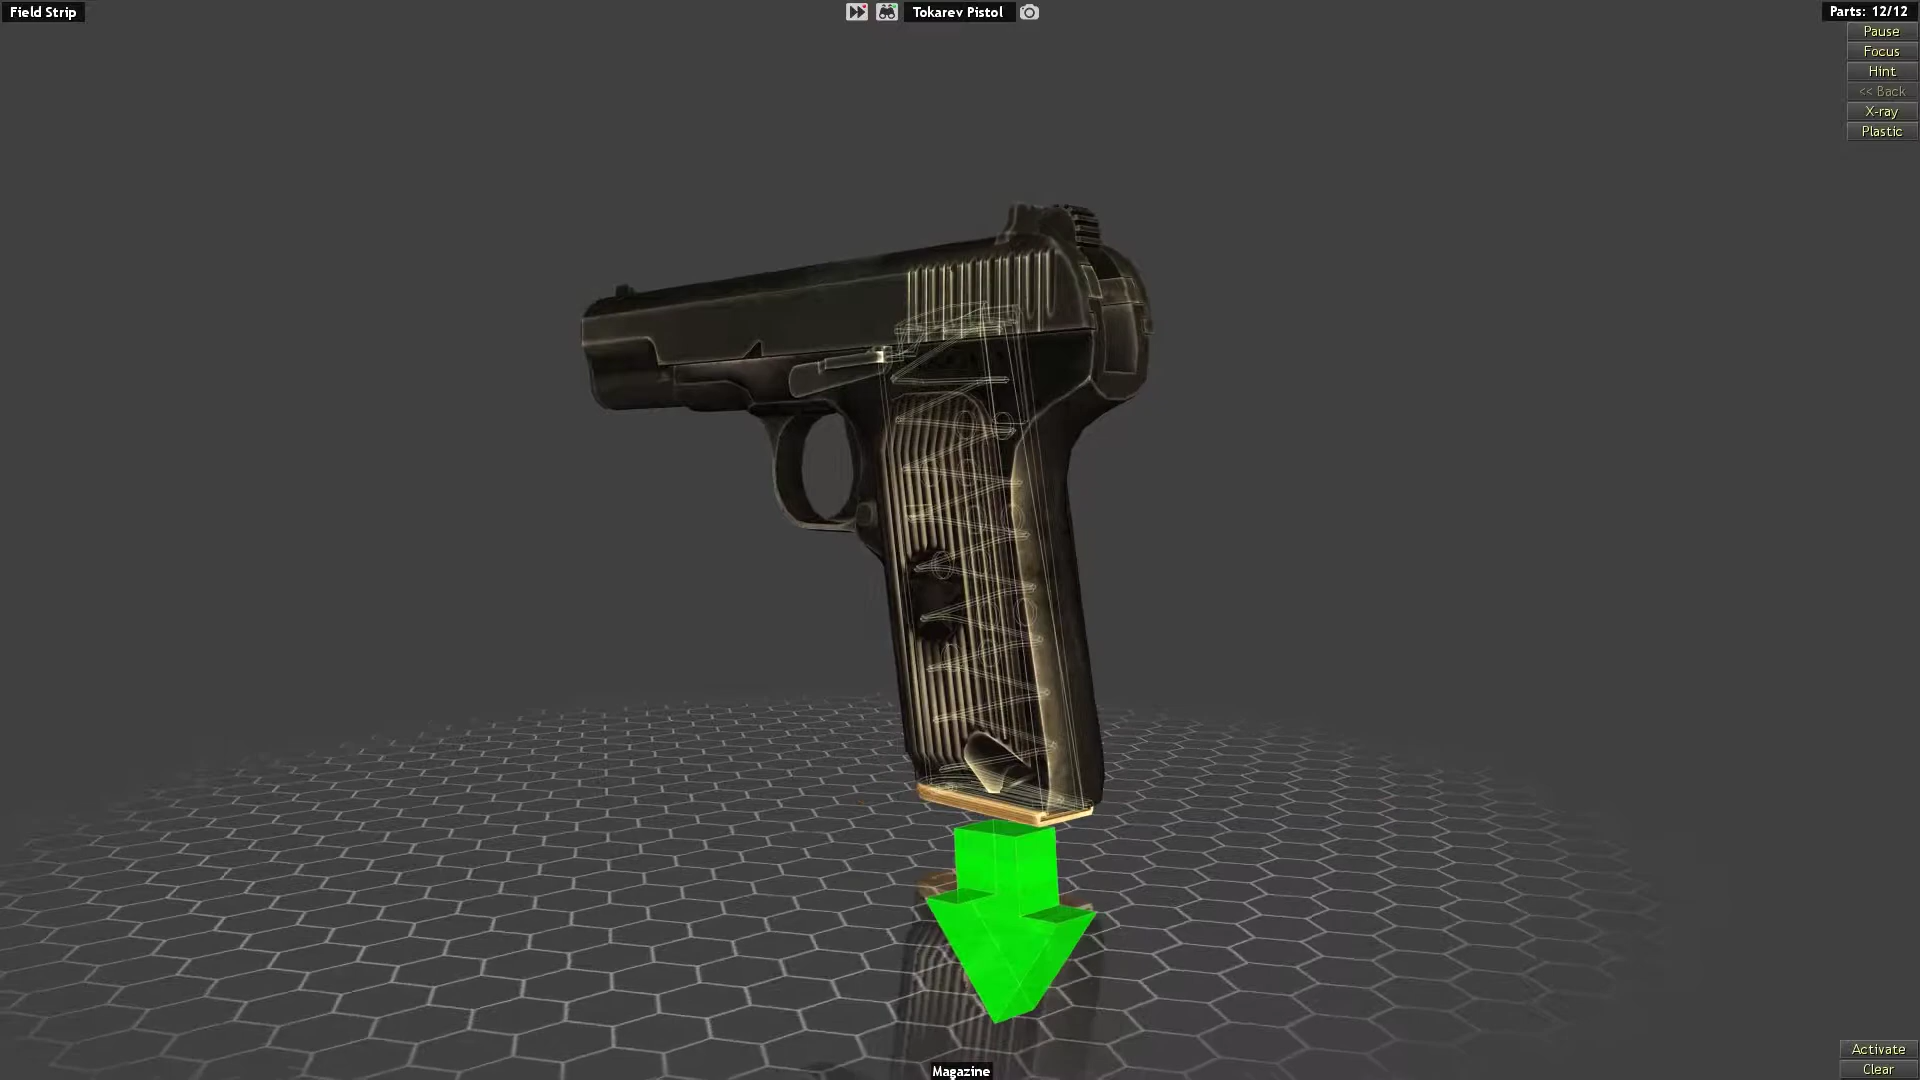 Field Strip
Tokarev Pistol
Parts: 12/12
Pause
Focus
Hint
<< Back
X-ray
Plastic
Activate
Magazine
Clear